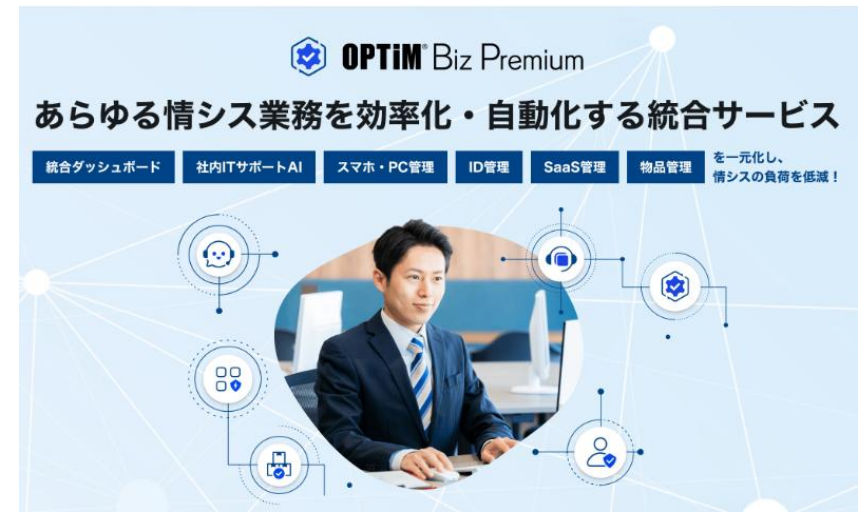 OPTiM® Biz Premium
あらゆる情シス業務を効率化・自動化する統合サービス
統合ダッシュボード 社内ITサポートAI スマホ・PC管理 ID管理 SaaS管理 物品管理
を一元化し、
情シスの負荷を低減！